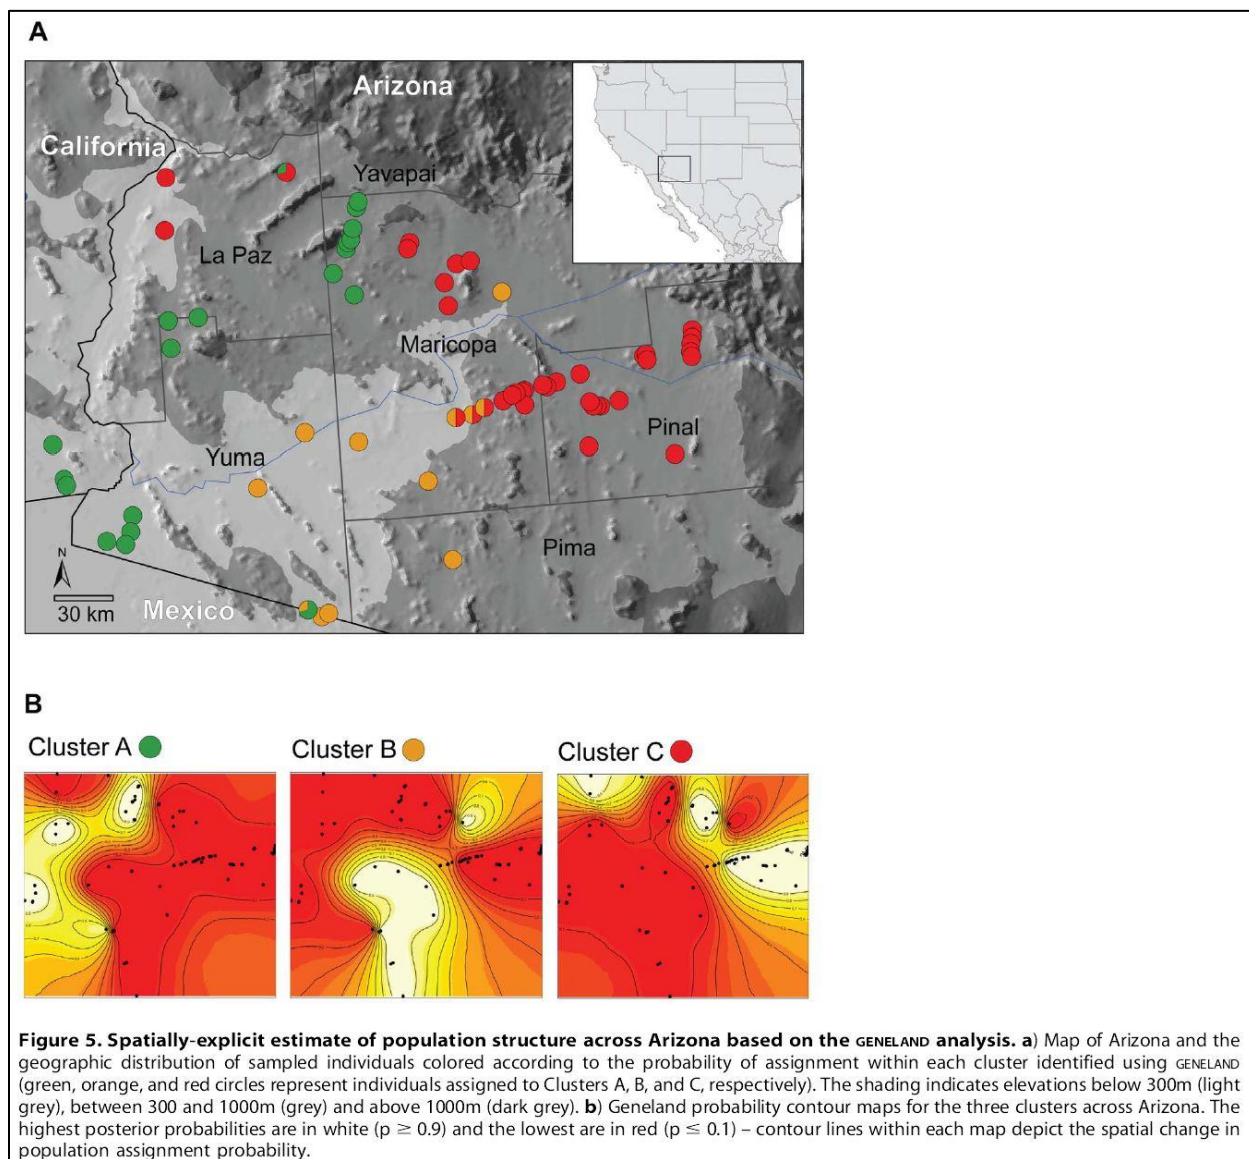 A
Arizona
California
Yavapai
La Paz
Maricopa
Yuma
Pinal
Pima
N
30 km
Mexico
B
Cluster A
Cluster B
Cluster C
Figure 5. Spatially-explicit estimate of population structure across Arizona based on the GENELAND analysis. a) Map of Arizona and the
geographic distribution of sampled individuals colored according to the probability of assignment within each cluster identified using GENELAND
(green, orange, and red circles represent individuals assigned to Clusters A, B, and C, respectively). The shading indicates elevations below 300m (light
grey), between 300 and 1000m (grey) and above 1000m (dark grey). b) Geneland probability contour maps for the three clusters across Arizona. The
highest posterior probabilities are in white (p ≥ 0.9) and the lowest are in red (p ≤ 0.1) – contour lines within each map depict the spatial change in
population assignment probability.